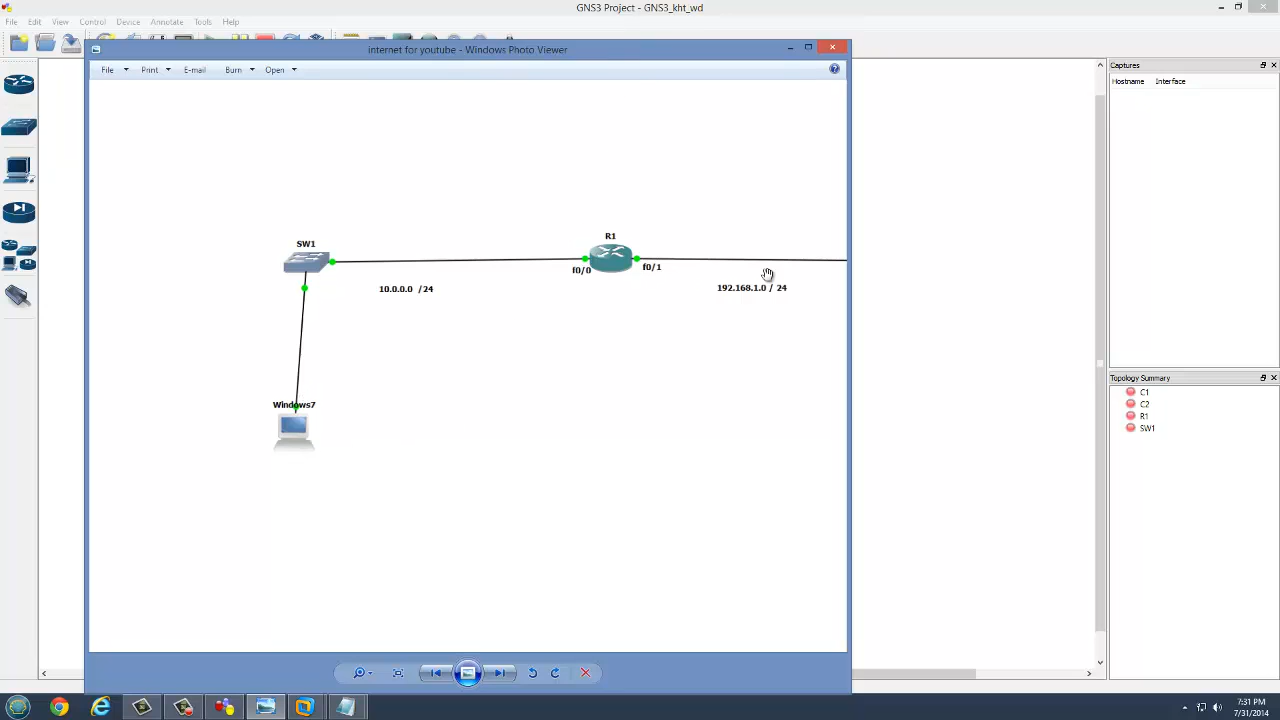 GNS3 Project - GNS3_kht_wd
File Edit View Control Device Annotate Tools Help
internet for youtube - Windows Photo Viewer
File Print E-mail Burn Open
Captures
Hostname Interface
R1
SW1
f0/0
f0/1
10.0.0.0 /24
192.168.1.0 / 24
Windows7
Topology Summary
C1
C2
R1
SW1
7:31 PM
7/31/2014